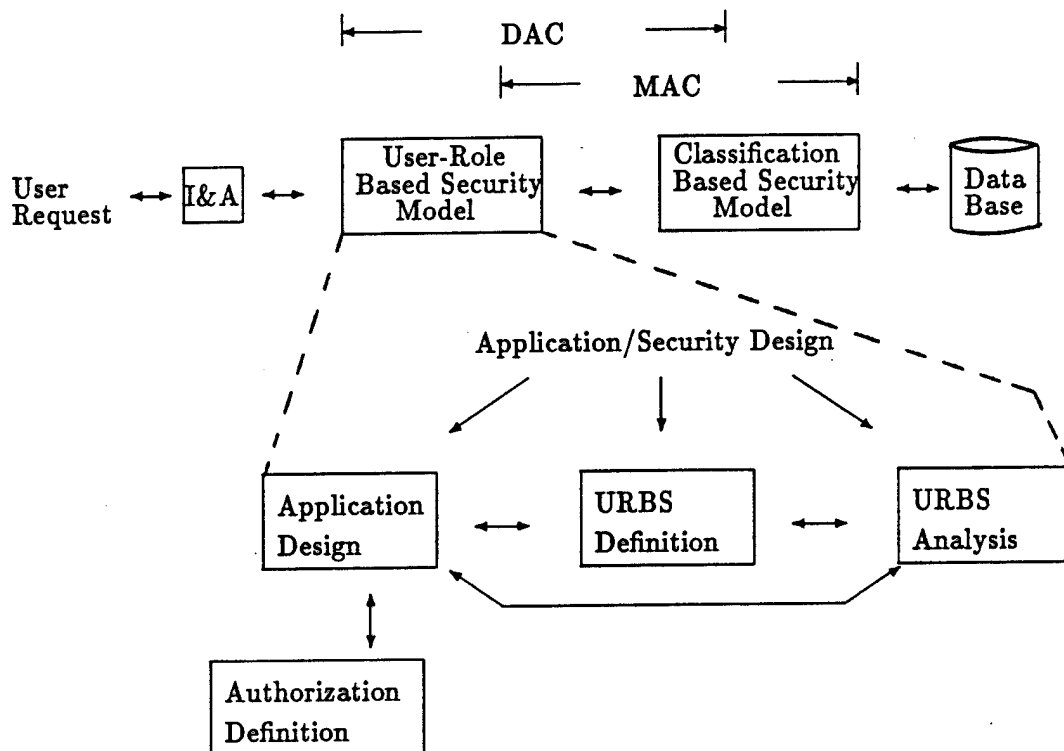 DAC
MAC
User-Role
Based Security
Model
Classification
Based Security
Model
User
Request
I&A
Data
Base
Application/Security Design
Application
Design
URBS
Definition
URBS
Analysis
Authorization
Definition